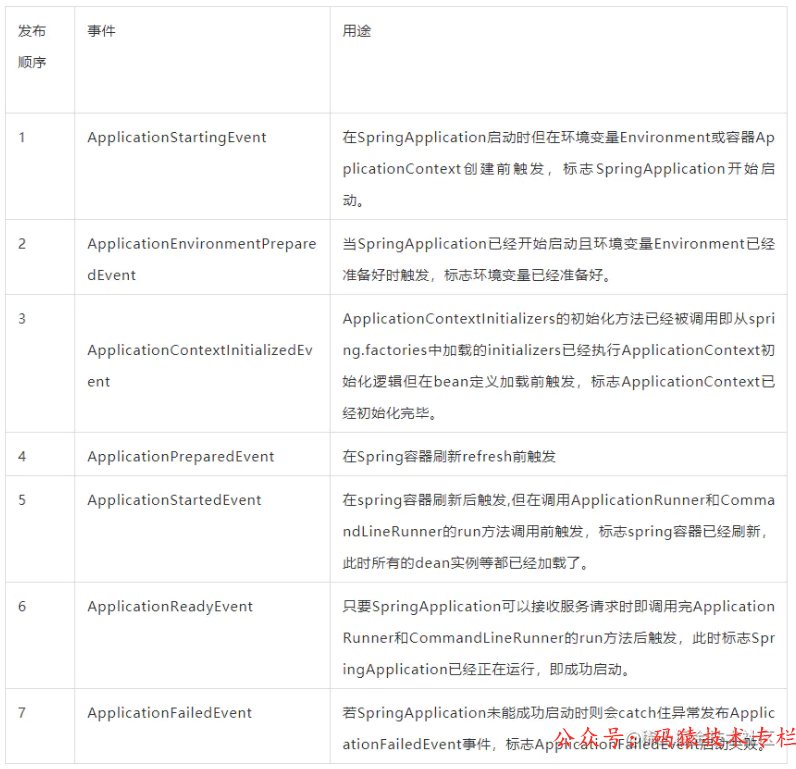 发布
顺序
事件
用途
1
ApplicationStartingEvent
在SpringApplication启动时但在环境变量Environment或容器Ap
plicationContext创建前触发，标志SpringApplication开始启
动。
2
ApplicationEnvironmentPrepare
dEvent
当SpringApplication已经开始启动且环境变量Environment已经
准备好时触发，标志环境变量已经准备好。
3
ApplicationContextInitializedEv
ent
ApplicationContextInitializers的初始化方法已经被调用即从spri
ng.factories中加载的initializers已经执行ApplicationContext初
始化逻辑但在bean定义加载前触发，标志ApplicationContext已
经初始化完毕。
4
ApplicationPreparedEvent
在Spring容器刷新refresh前触发
5
ApplicationStartedEvent
在spring容器刷新后触发,但在调用ApplicationRunner和Comma
ndLineRunner的run方法调用前触发，标志spring容器已经刷新，
此时所有的dean实例等都已经加载了。
6
ApplicationReadyEvent
只要SpringApplication可以接收服务请求时即调用完Application
Runner和CommandLineRunner的run方法后触发，此时标志Spr
ingApplication已经正在运行，即成功启动。
7
ApplicationFailedEvent
若SpringApplication未能成功启动时则会catch住异常发布Applic
ationFailedEvent事件，标志ApplicationFailedEvent启动失败。
公众号：码猿技术专栏